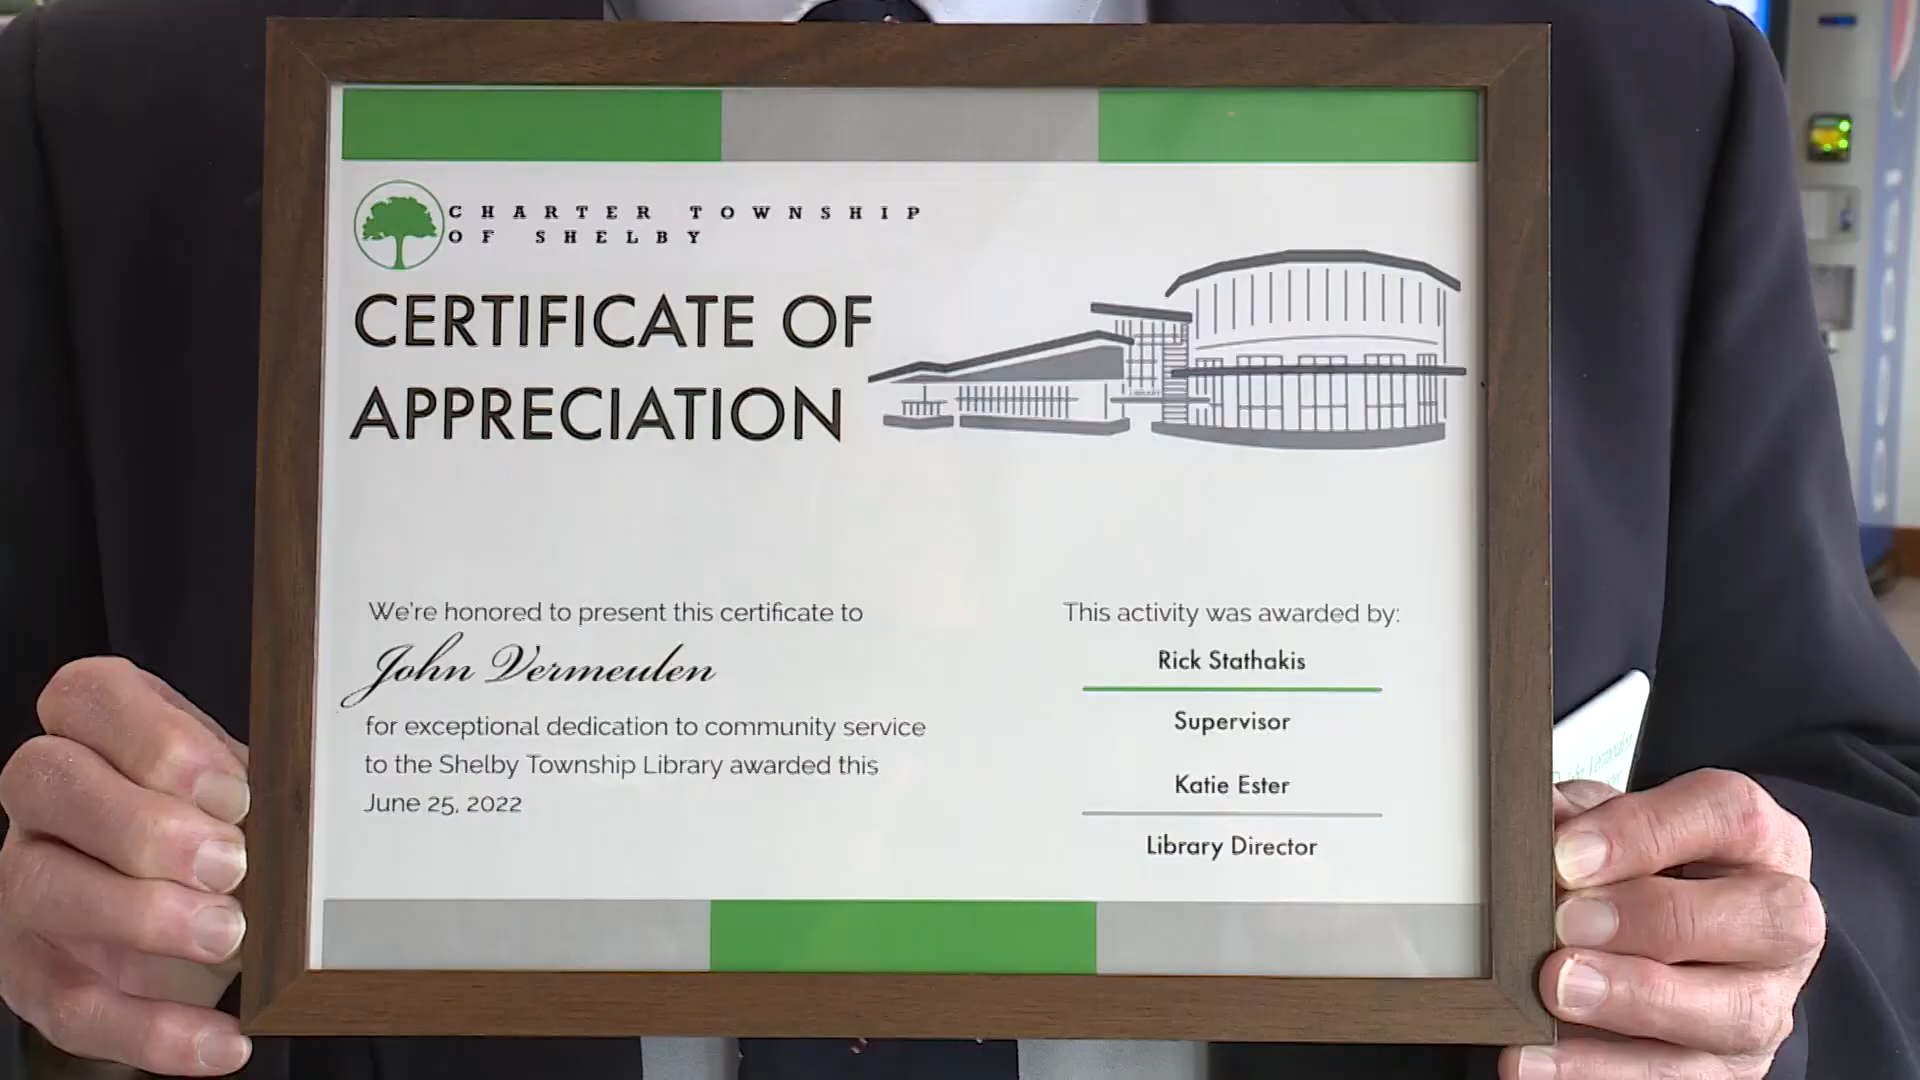 CHARTER TOWNSHIP
OF SHELBY
CERTIFICATE OF
APPRECIATION
LIBRARY
We're honored to present this certificate to
John Vermeulen
for exceptional dedication to community service
to the Shelby Township Library awarded this
June 25, 2022
This activity was awarded by:
Rick Stathakis
Supervisor
Katie Ester
Library Director